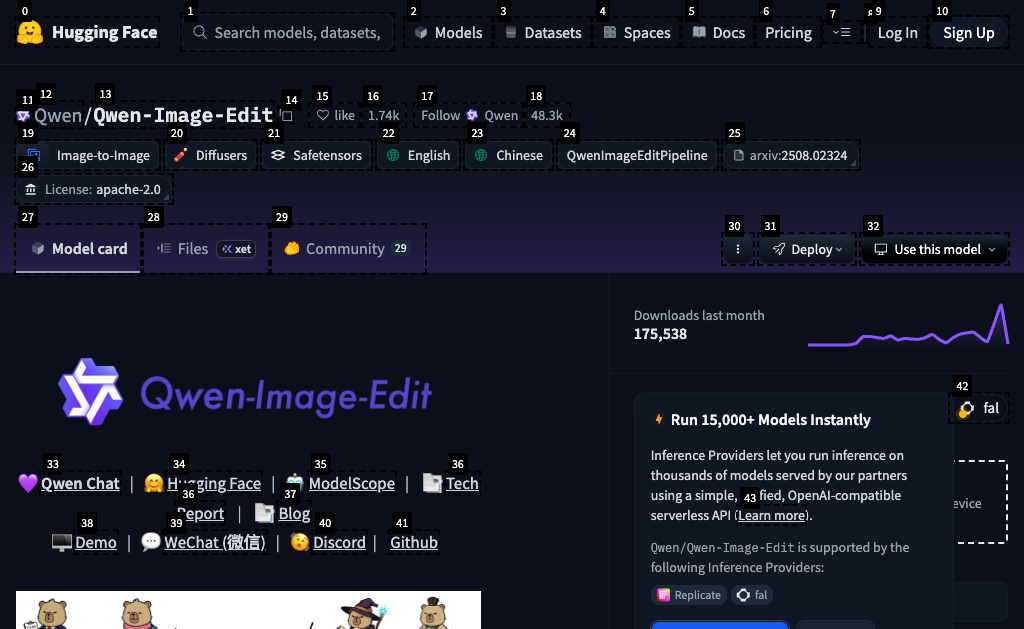 0 1 2 3 4 5 6 7 9 10
Hugging Face Search models, datasets, Models Datasets Spaces Docs Pricing Log In Sign Up
11 12 13 14 15 16 17 18
Qwen/Qwen-Image-Edit like 1.74k Follow Qwen 48.3k
19 20 21 22 23 24 25
Image-to-Image Diffusers Safetensors English Chinese QwenImageEditPipeline arxiv:2508.02324
26
License: apache-2.0
27 28 29 30 31 32
Model card Files xet Community 29 Deploy Use this model
Downloads last month
175,538
Qwen-Image-Edit
33 34 35 36
Qwen Chat | Hugging Face | ModelScope | Tech
36 37
Report | Blog
38 39 40 41
Demo | WeChat (微信) | Discord | Github
42
fal
Run 15,000+ Models Instantly
Inference Providers let you run inference on
thousands of models served by our partners
using a simple, fied, OpenAI-compatible
43
serverless API (Learn more).
evice
Qwen/Qwen-Image-Edit is supported by the
following Inference Providers:
Replicate fal